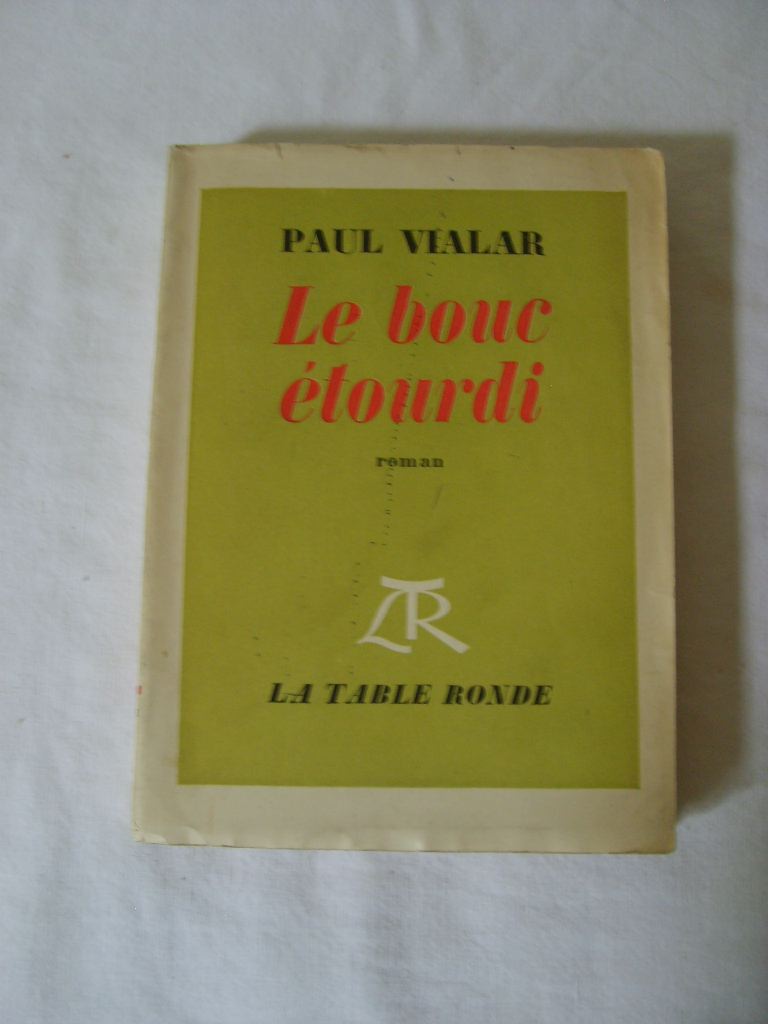 PAUL VIALAR
Le bouc
étourdi
roman
LTR
LA TABLE RONDE